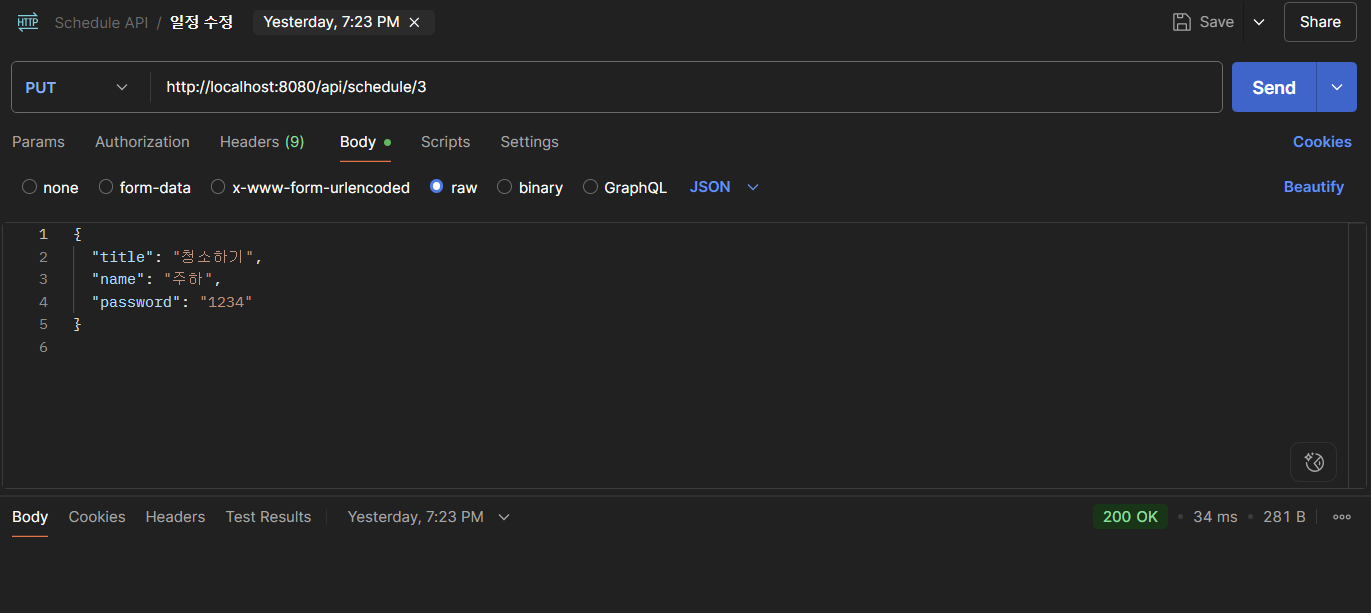 HTTP Schedule API / 일정 수정 Yesterday, 7:23 PM Save Share
PUT http://localhost:8080/api/schedule/3 Send
Params Authorization Headers (9) Body Scripts Settings Cookies
none form-data x-www-form-urlencoded raw binary GraphQL JSON Beautify
1 {
2 "title": "청소하기",
3 "name": "주하",
4 "password": "1234"
5 }
6
Body Cookies Headers Test Results Yesterday, 7:23 PM 200 OK • 34 ms • 281 B